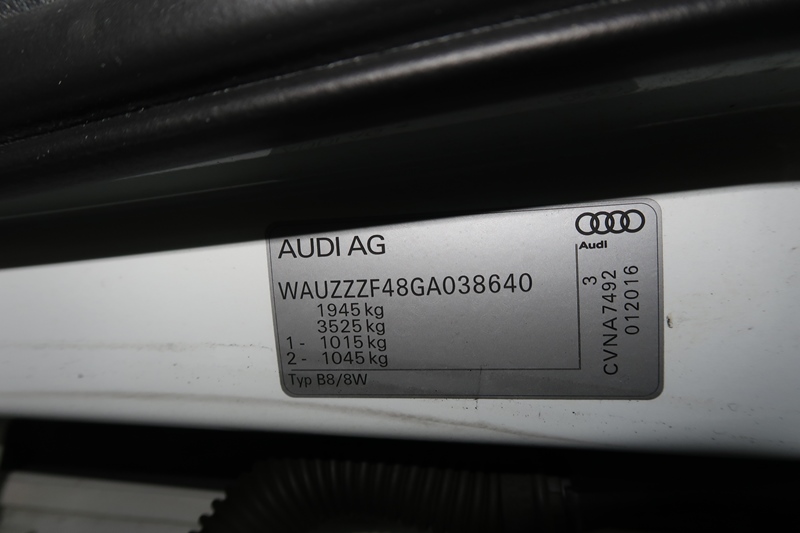 AUDI AG
Audi
WAUZZZF48GA038640
1945 kg
3525 kg
1 - 1015 kg
2 - 1045 kg
Typ B8/8W
3
CVNA7492
012016